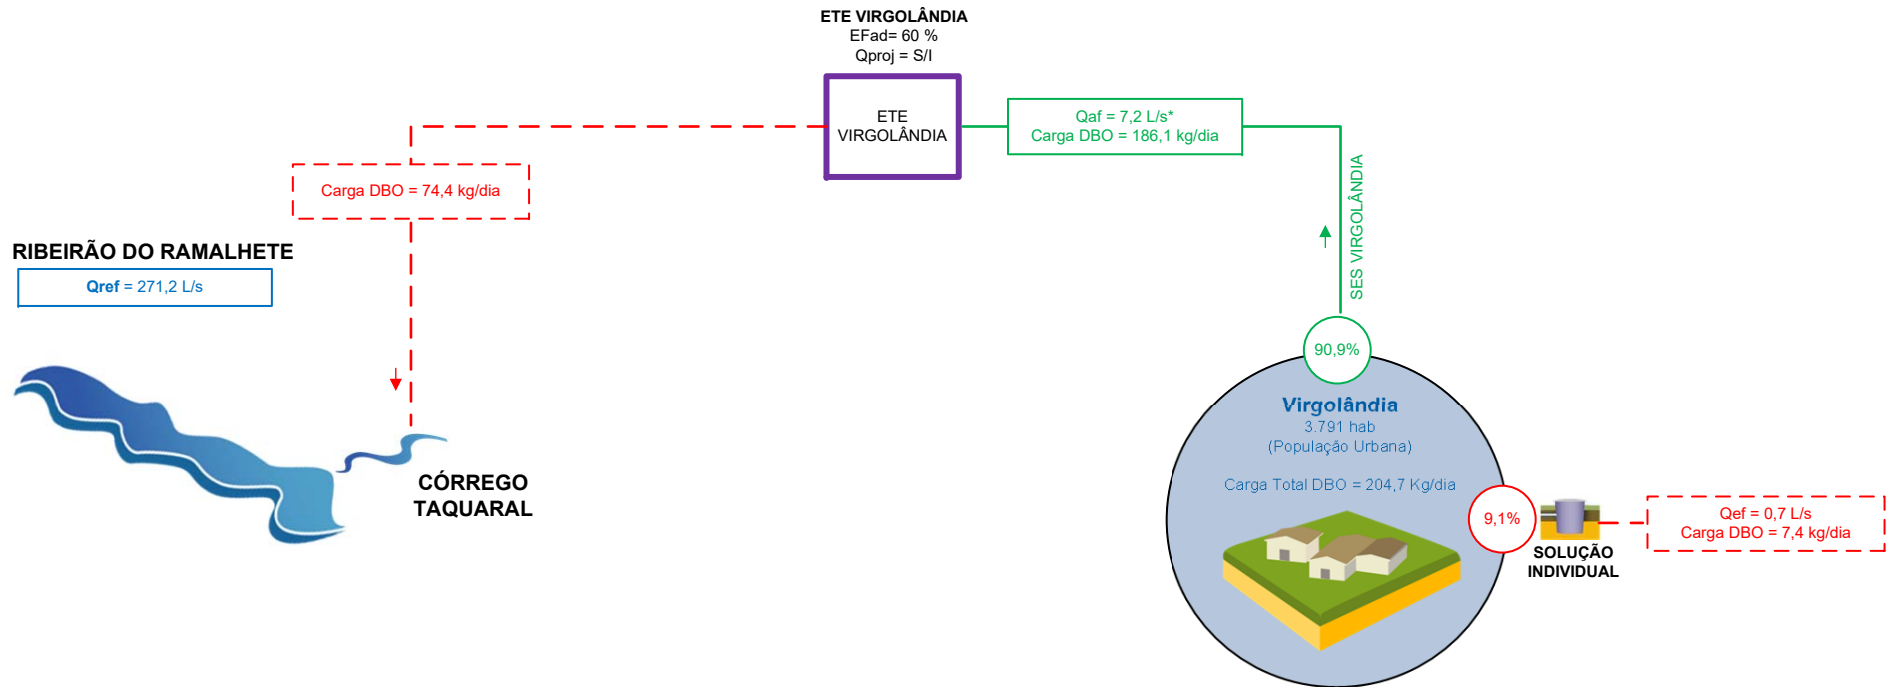 ETE VIRGOLÂNDIA
EFad= 60 %
Qproj = S/I
ETE
VIRGOLÂNDIA
Qaf = 7,2 L/s*
Carga DBO = 186,1 kg/dia
Carga DBO = 74,4 kg/dia
SES VIRGOLÂNDIA
RIBEIRÃO DO RAMALHETE
Qref = 271,2 L/s
CÓRREGO
TAQUARAL
90,9%
Virgolândia
3.791 hab
(População Urbana)
Carga Total DBO = 204,7 Kg/dia
9,1%
SOLUÇÃO
INDIVIDUAL
Qef = 0,7 L/s
Carga DBO = 7,4 kg/dia